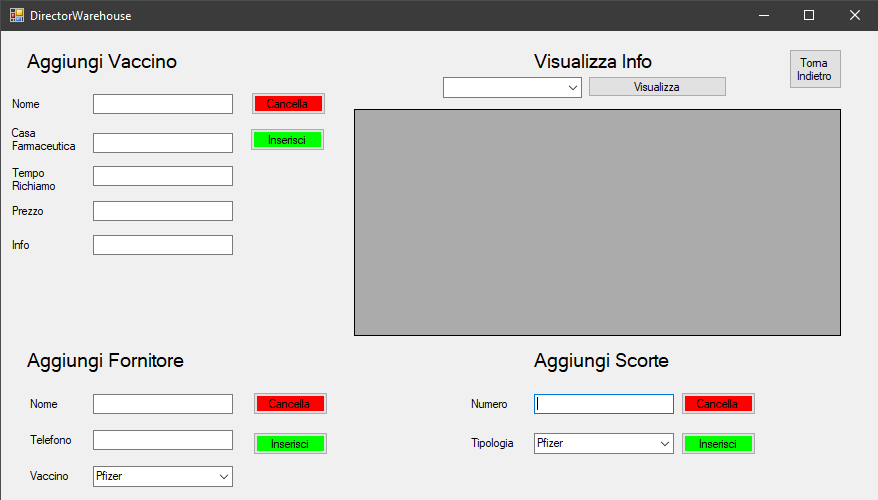 DirectorWarehouse
Aggiungi Vaccino
Nome
Cancella
Casa
Farmaceutica
Inserisci
Tempo
Richiamo
Prezzo
Info
Visualizza Info
Visualizza
Torna
Indietro
Aggiungi Fornitore
Nome
Cancella
Telefono
Inserisci
Vaccino
Pfizer
Aggiungi Scorte
Numero
Cancella
Tipologia
Pfizer
Inserisci